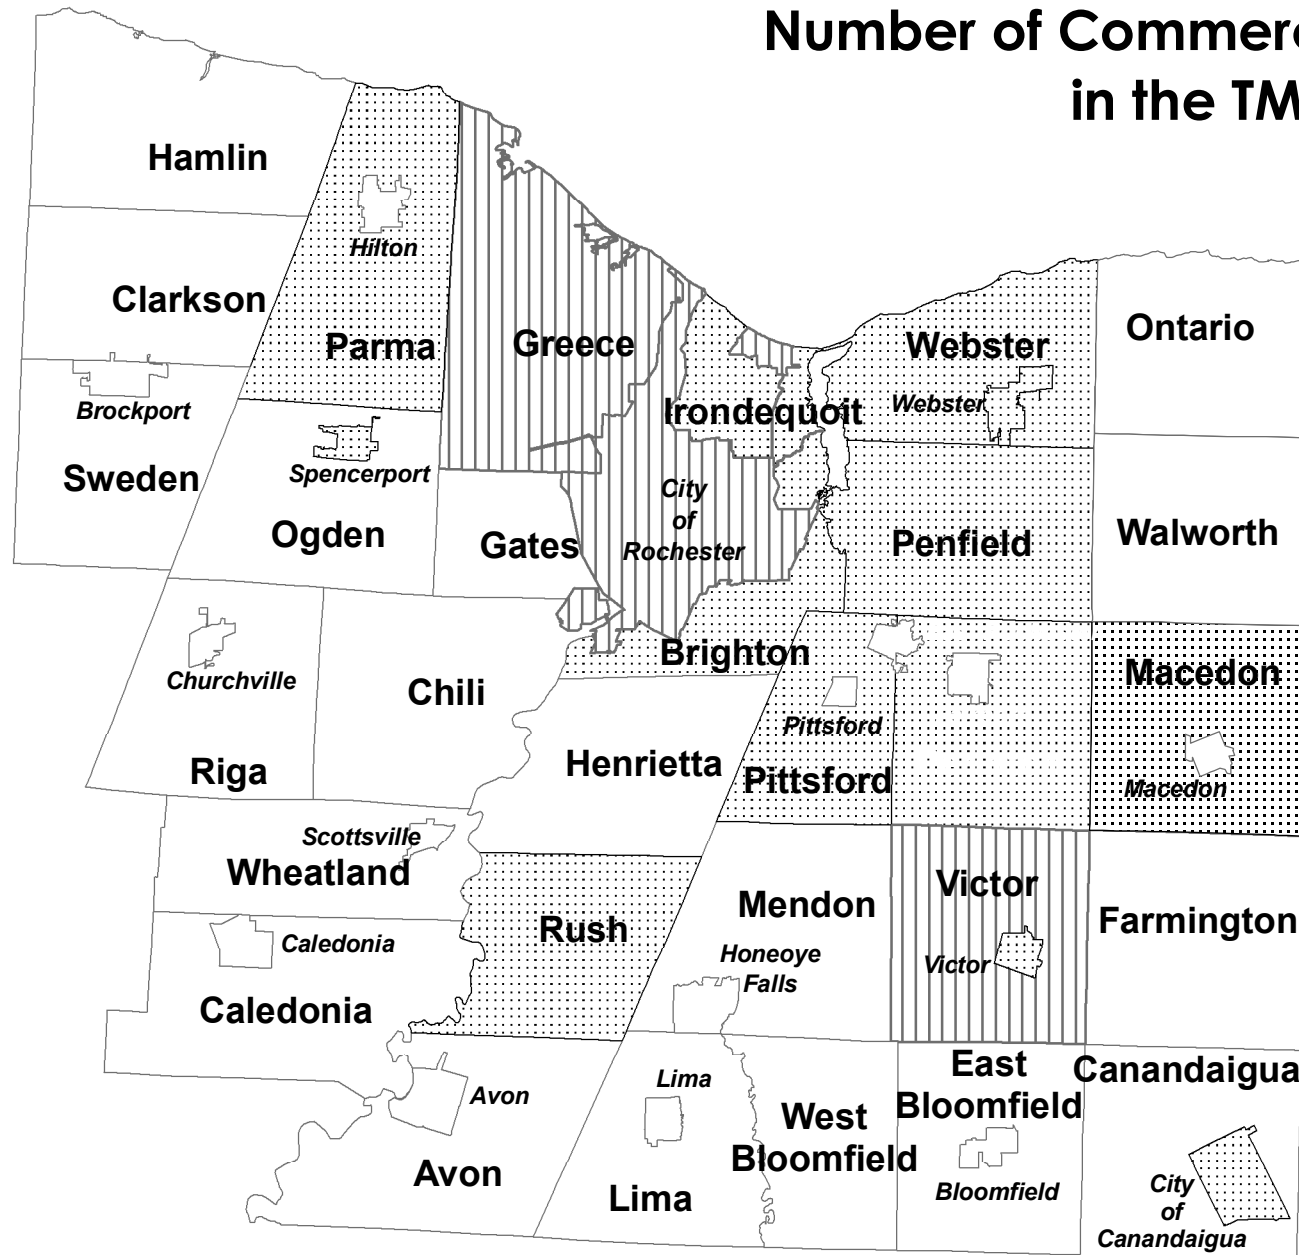 Number of Commerc
in the TM
Hamlin
Hilton
Clarkson
Parma
Greece
Webster
Ontario
Brockport
Irondequoit
Webster
Spencerport
Sweden
Ogden
Gates
City
of
Rochester
Penfield
Walworth
Churchville
Chili
Brighton
Macedon
Riga
Henrietta
Pittsford
Pittsford
Macedon
Scottsville
Wheatland
Rush
Mendon
Victor
Farmington
Caledonia
Honeoye
Falls
Victor
Caledonia
East
Bloomfield
Canandaigua
Avon
Lima
West
Bloomfield
Avon
Lima
Bloomfield
City
of
Canandaigua